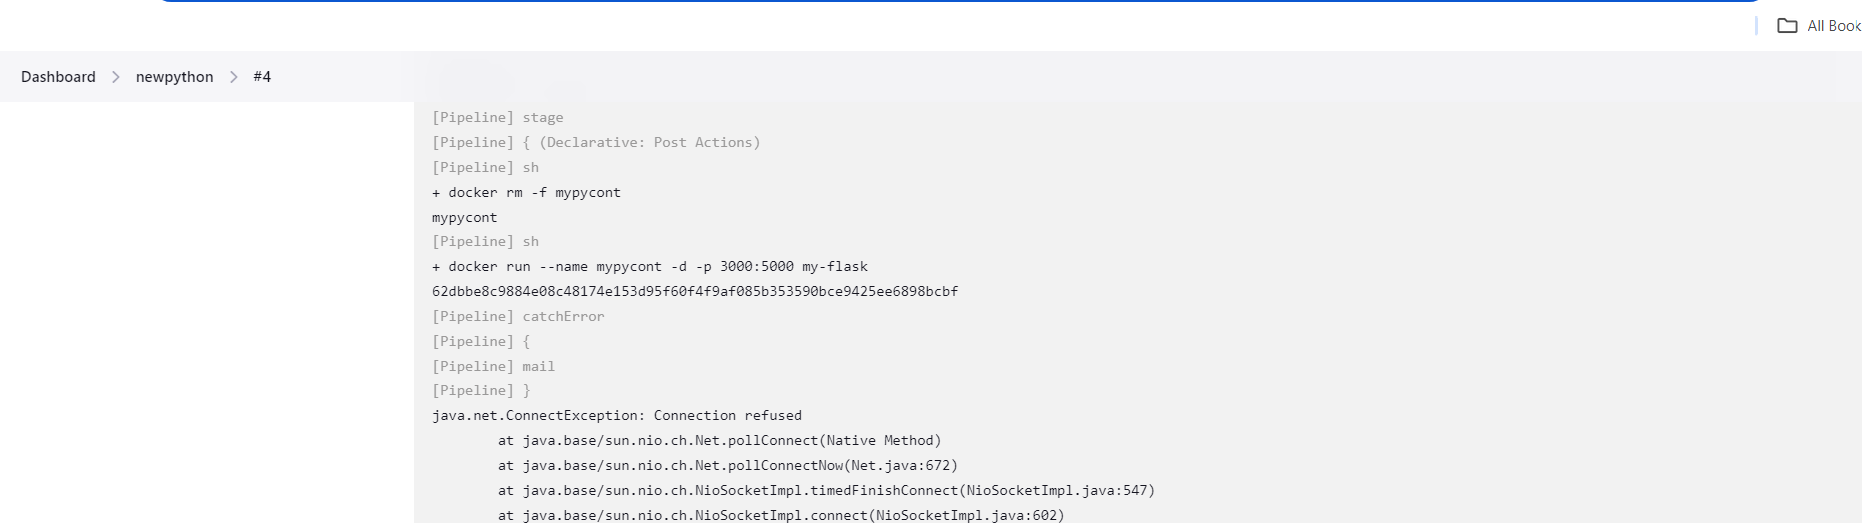 All Book
Dashboard > newpython > #4
[Pipeline] stage
[Pipeline] { (Declarative: Post Actions)
[Pipeline] sh
+ docker rm -f mypycont
mypycont
[Pipeline] sh
+ docker run --name mypycont -d -p 3000:5000 my-flask
62dbbe8c9884e08c48174e153d95f60f4f9af085b353590bce9425ee6898bcbf
[Pipeline] catchError
[Pipeline] {
[Pipeline] mail
[Pipeline] }
java.net.ConnectException: Connection refused
at java.base/sun.nio.ch.Net.pollConnect(Native Method)
at java.base/sun.nio.ch.Net.pollConnectNow(Net.java:672)
at java.base/sun.nio.ch.NioSocketImpl.timedFinishConnect(NioSocketImpl.java:547)
at java.base/sun.nio.ch.NioSocketImpl.connect(NioSocketImpl.java:602)